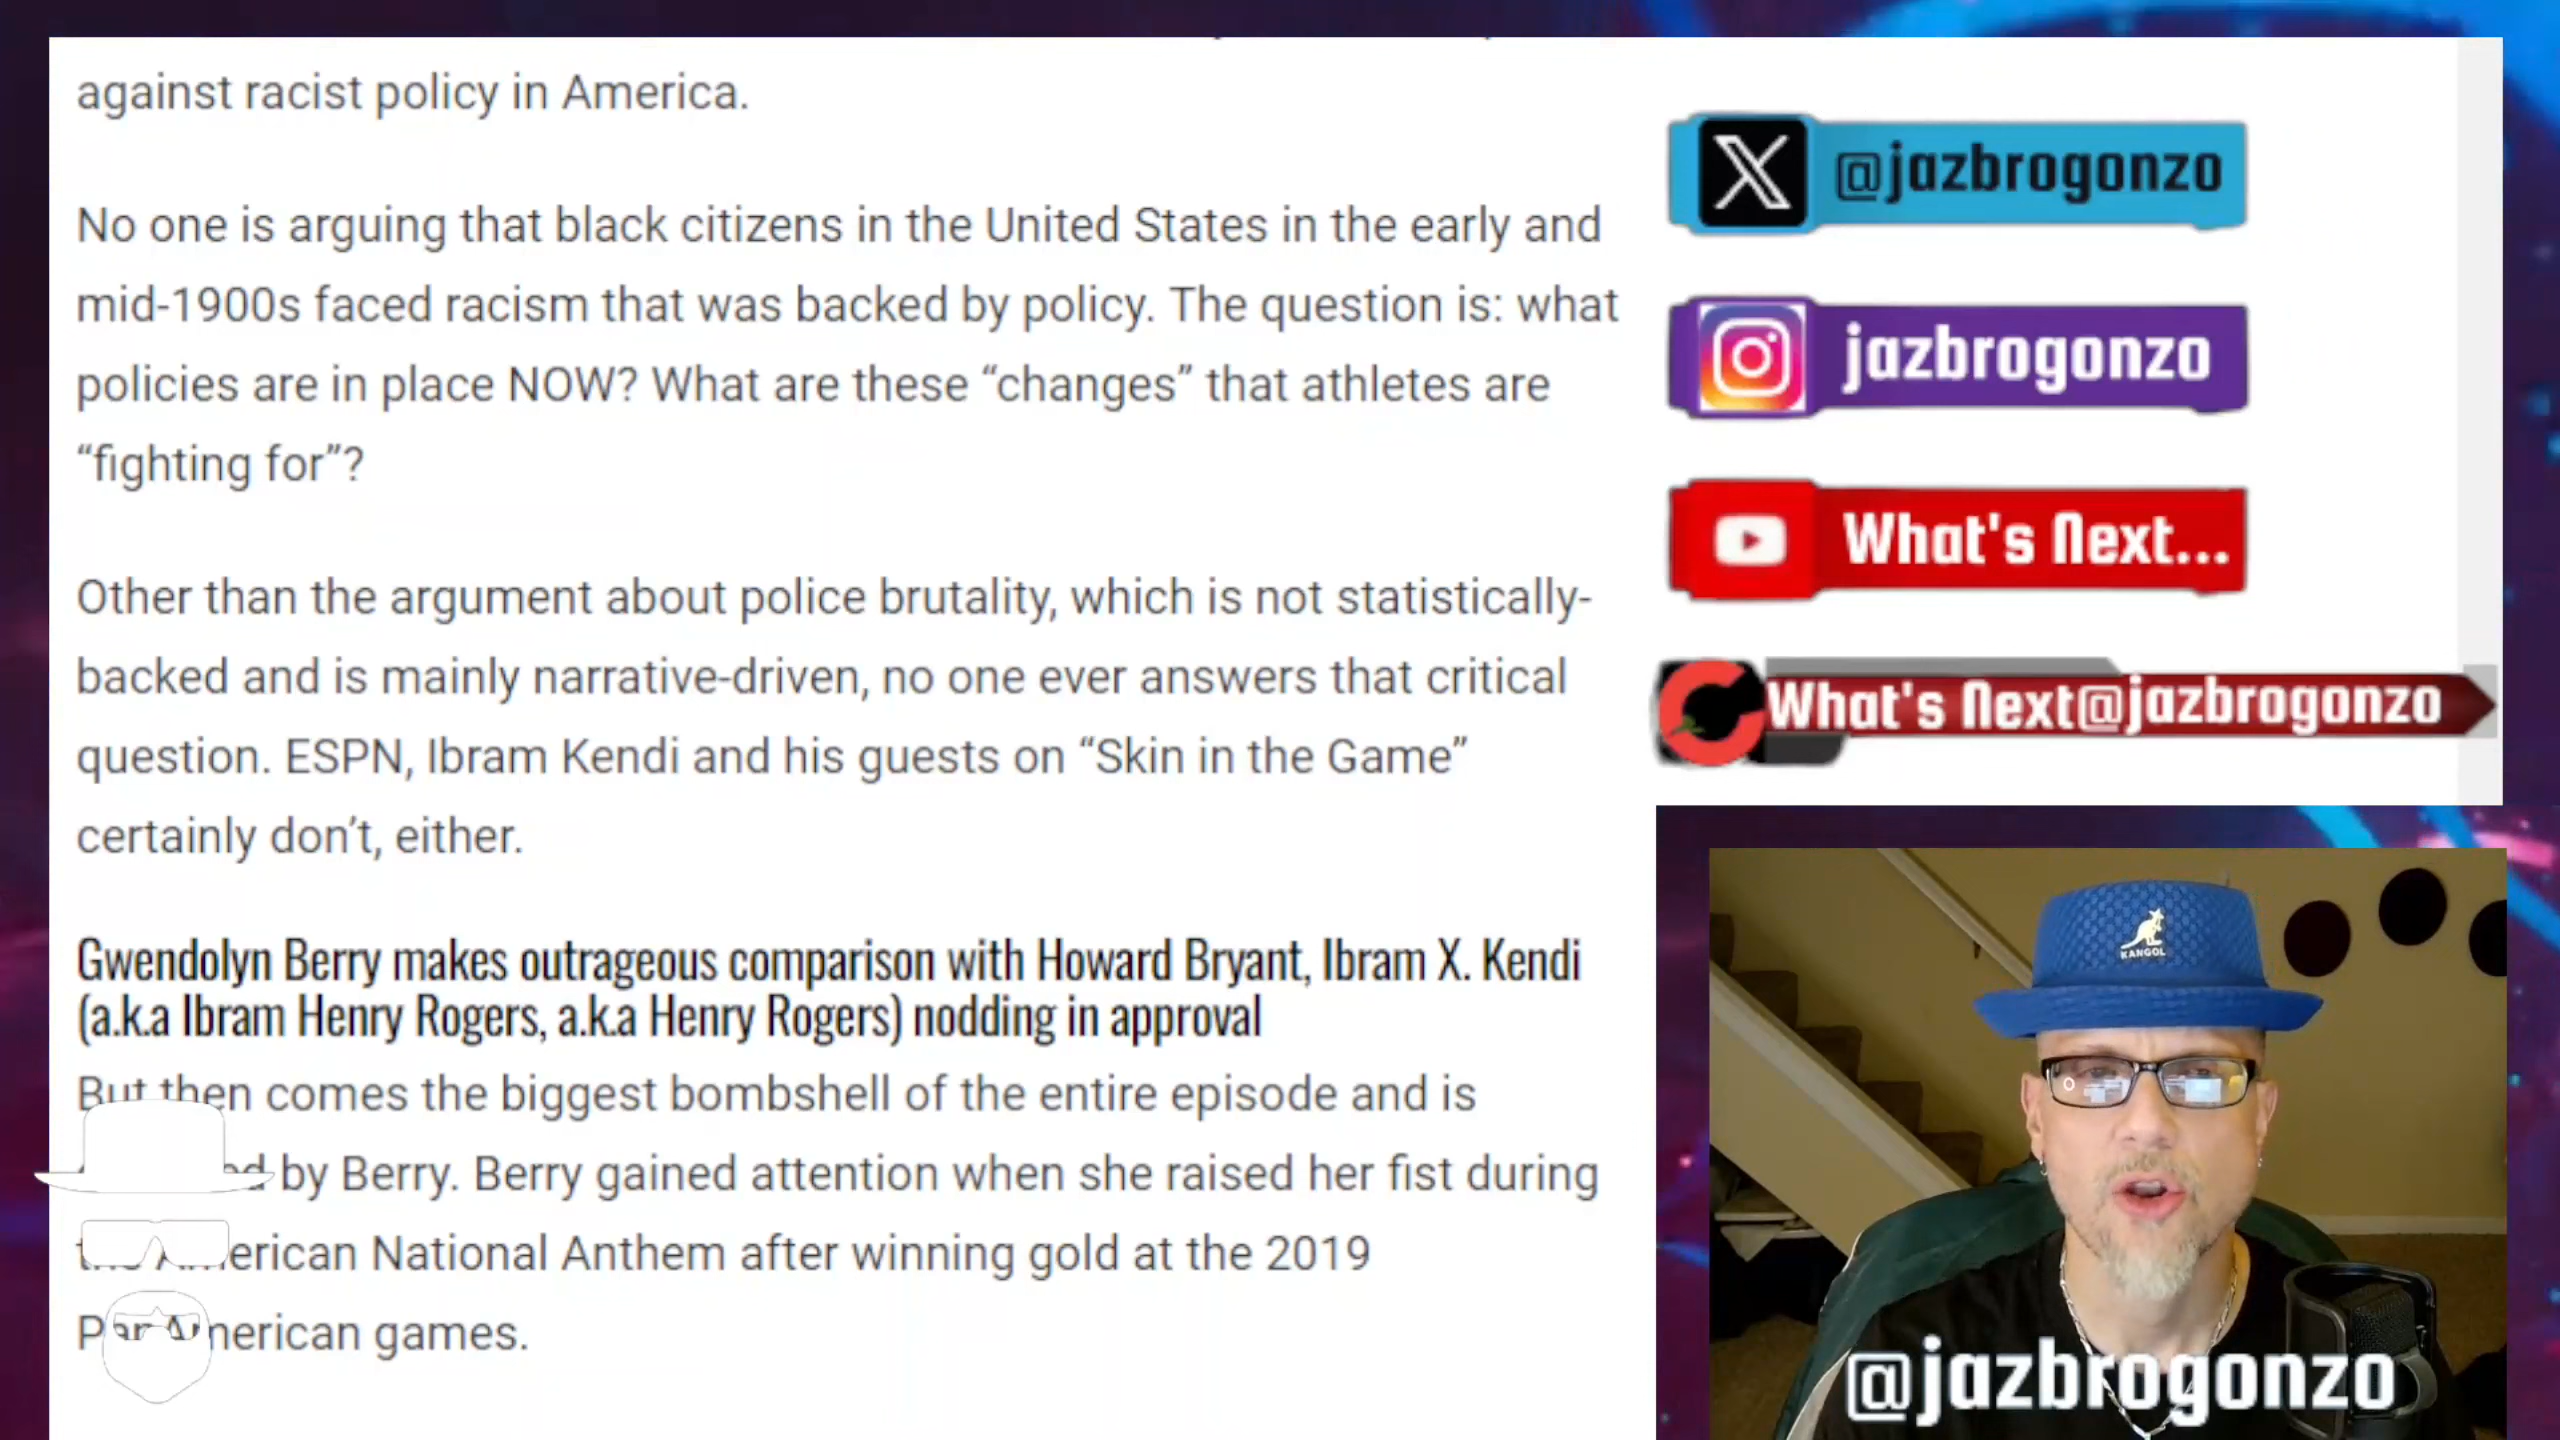 against racist policy in America.
No one is arguing that black citizens in the United States in the early and
mid-1900s faced racism that was backed by policy. The question is: what
policies are in place NOW? What are these “changes” that athletes are
“fighting for”?
Other than the argument about police brutality, which is not statistically-
backed and is mainly narrative-driven, no one ever answers that critical
question. ESPN, Ibram Kendi and his guests on “Skin in the Game”
certainly don’t, either.
Gwendolyn Berry makes outrageous comparison with Howard Bryant, Ibram X. Kendi
(a.k.a Ibram Henry Rogers, a.k.a Henry Rogers) nodding in approval
But then comes the biggest bombshell of the entire episode and is
by Berry. Berry gained attention when she raised her fist during
the American National Anthem after winning gold at the 2019
PanAmerican games.
@jazbrogonzo
jazbrogonzo
What's Next...
What's Next@jazbrogonzo
KANGOL
@jazbrogonzo